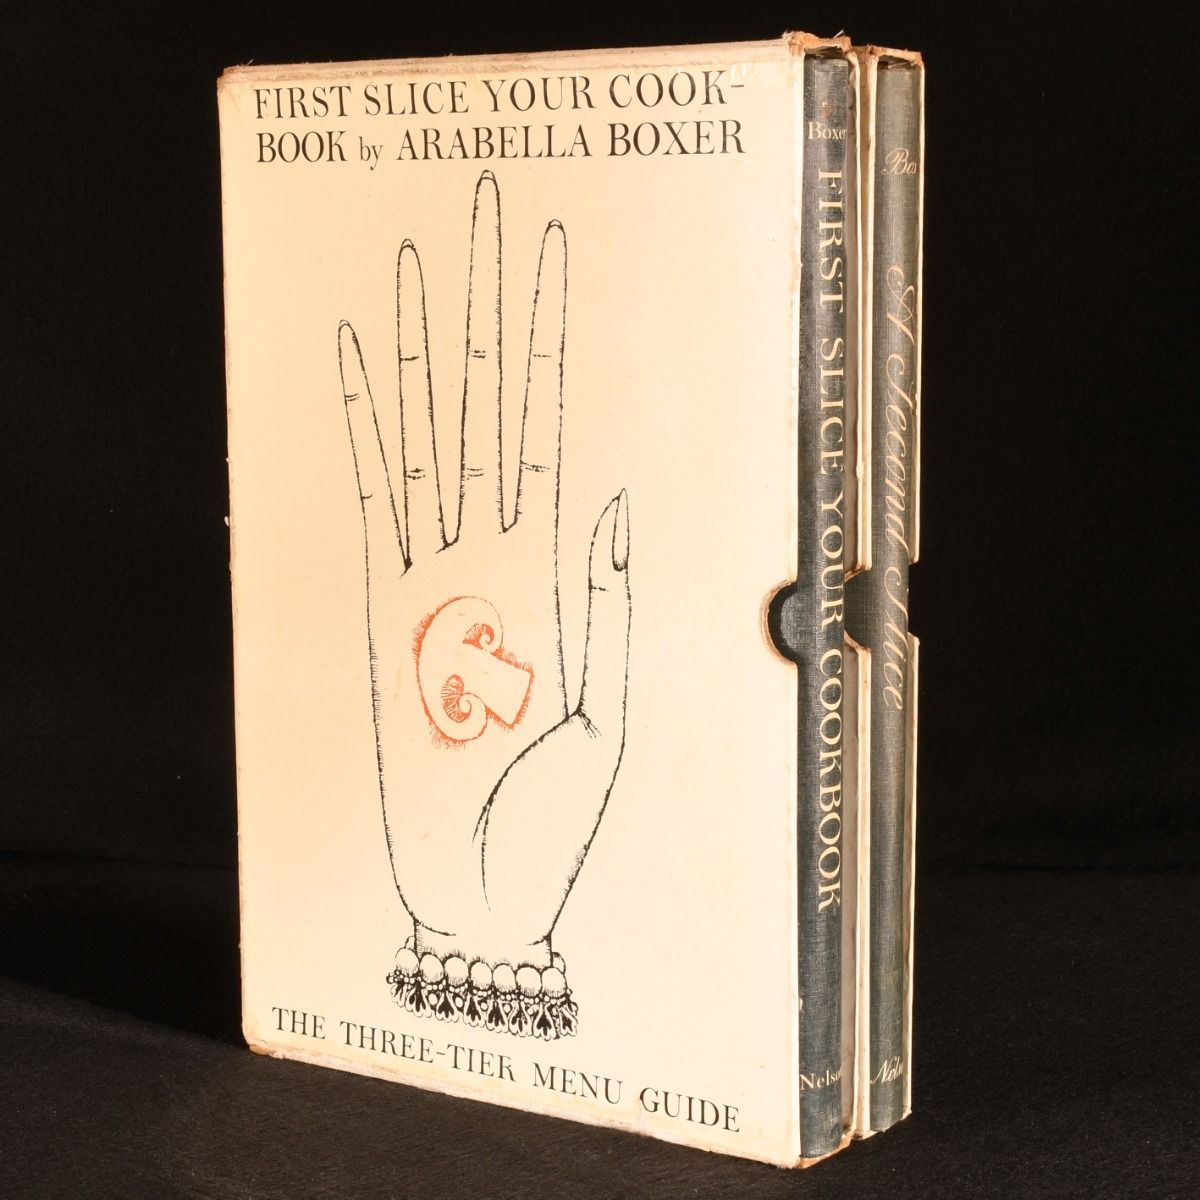 FIRST SLICE YOUR COOK-
BOOK by ARABELLA BOXER
THE THREE-TIER MENU GUIDE
Boxer
FIRST SLICE YOUR COOKBOOK
Nelson
A Second Slice